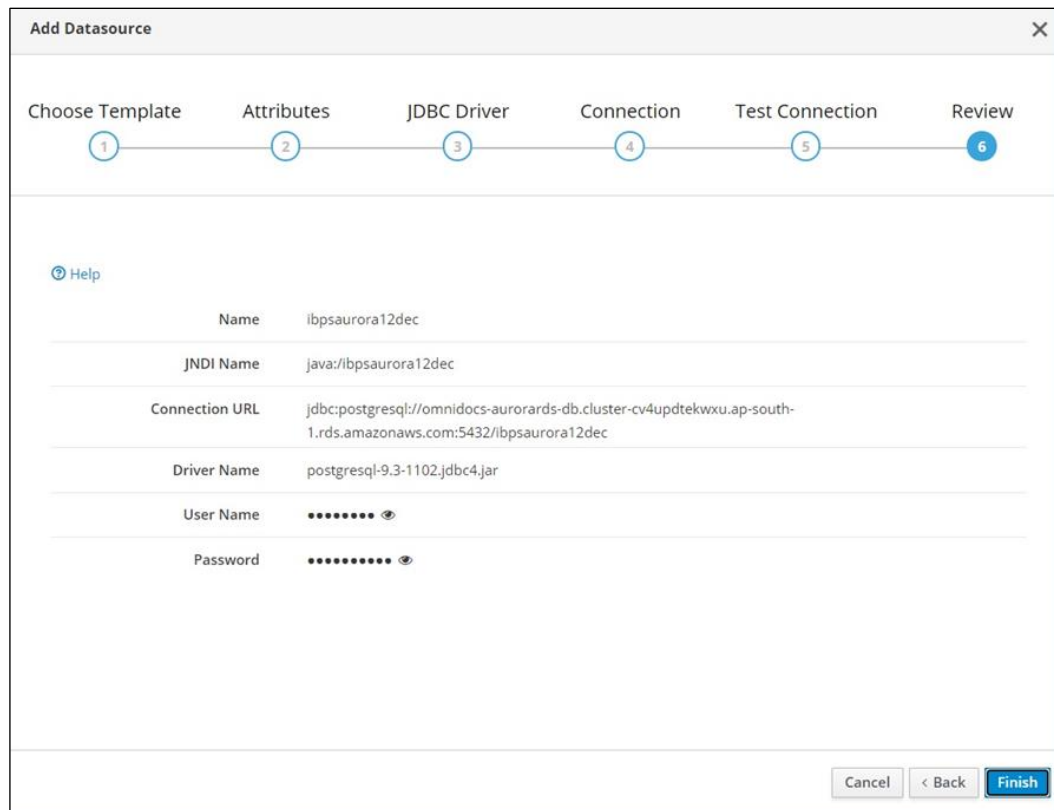 Add Datasource
Choose Template Attributes JDBC Driver Connection Test Connection Review
1 2 3 4 5 6
Help
Name ibpsaurora12dec
JNDI Name java:/ibpsaurora12dec
Connection URL jdbc:postgresql://omnidocs-aurorards-db.cluster-cv4updtekwxu.ap-south-
1.rds.amazonaws.com:5432/ibpsaurora12dec
Driver Name postgresql-9.3-1102.jdbc4.jar
User Name ••••••••
Password ••••••••••
Cancel < Back Finish